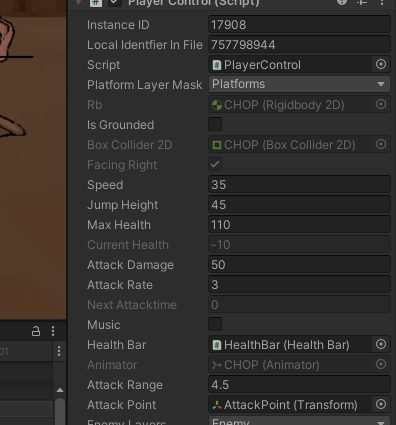 Player Control (Script)
Instance ID 17908
Local Identfier In File 757798944
Script PlayerControl
Platform Layer Mask Platforms
Rb CHOP (Rigidbody 2D)
Is Grounded
Box Collider 2D CHOP (Box Collider 2D)
Facing Right
Speed 35
Jump Height 45
Max Health 110
Current Health -10
Attack Damage 50
Attack Rate 3
Next Attacktime 0
Music
Health Bar HealthBar (Health Bar)
Animator CHOP (Animator)
Attack Range 4.5
Attack Point AttackPoint (Transform)
Enemy Layers Enemy